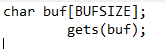 char buf[BUFSIZE];
gets(buf);